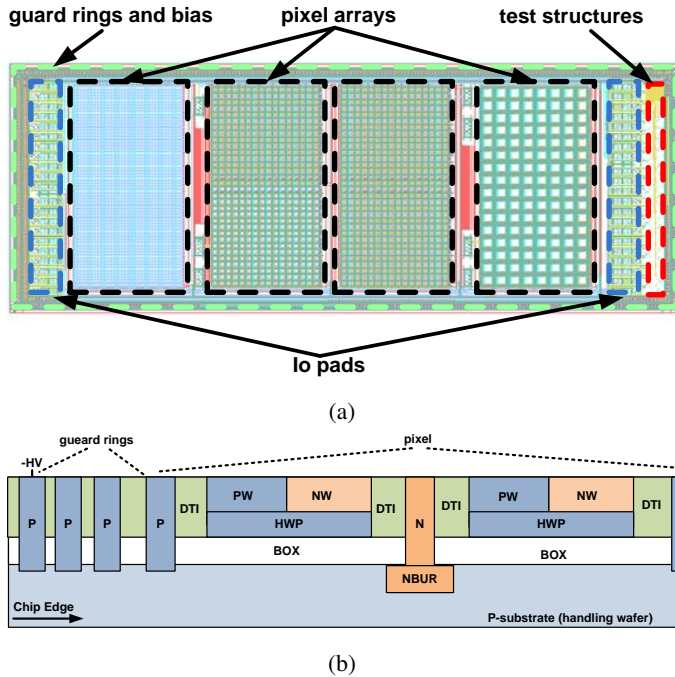 guard rings and bias pixel arrays test structures
Io pads
(a)
-HV gueard rings pixel
P P P P DTI PW NW HWP DTI N DTI PW NW HWP DTI
BOX BOX
NBUR
Chip Edge P-substrate (handling wafer)
(b)